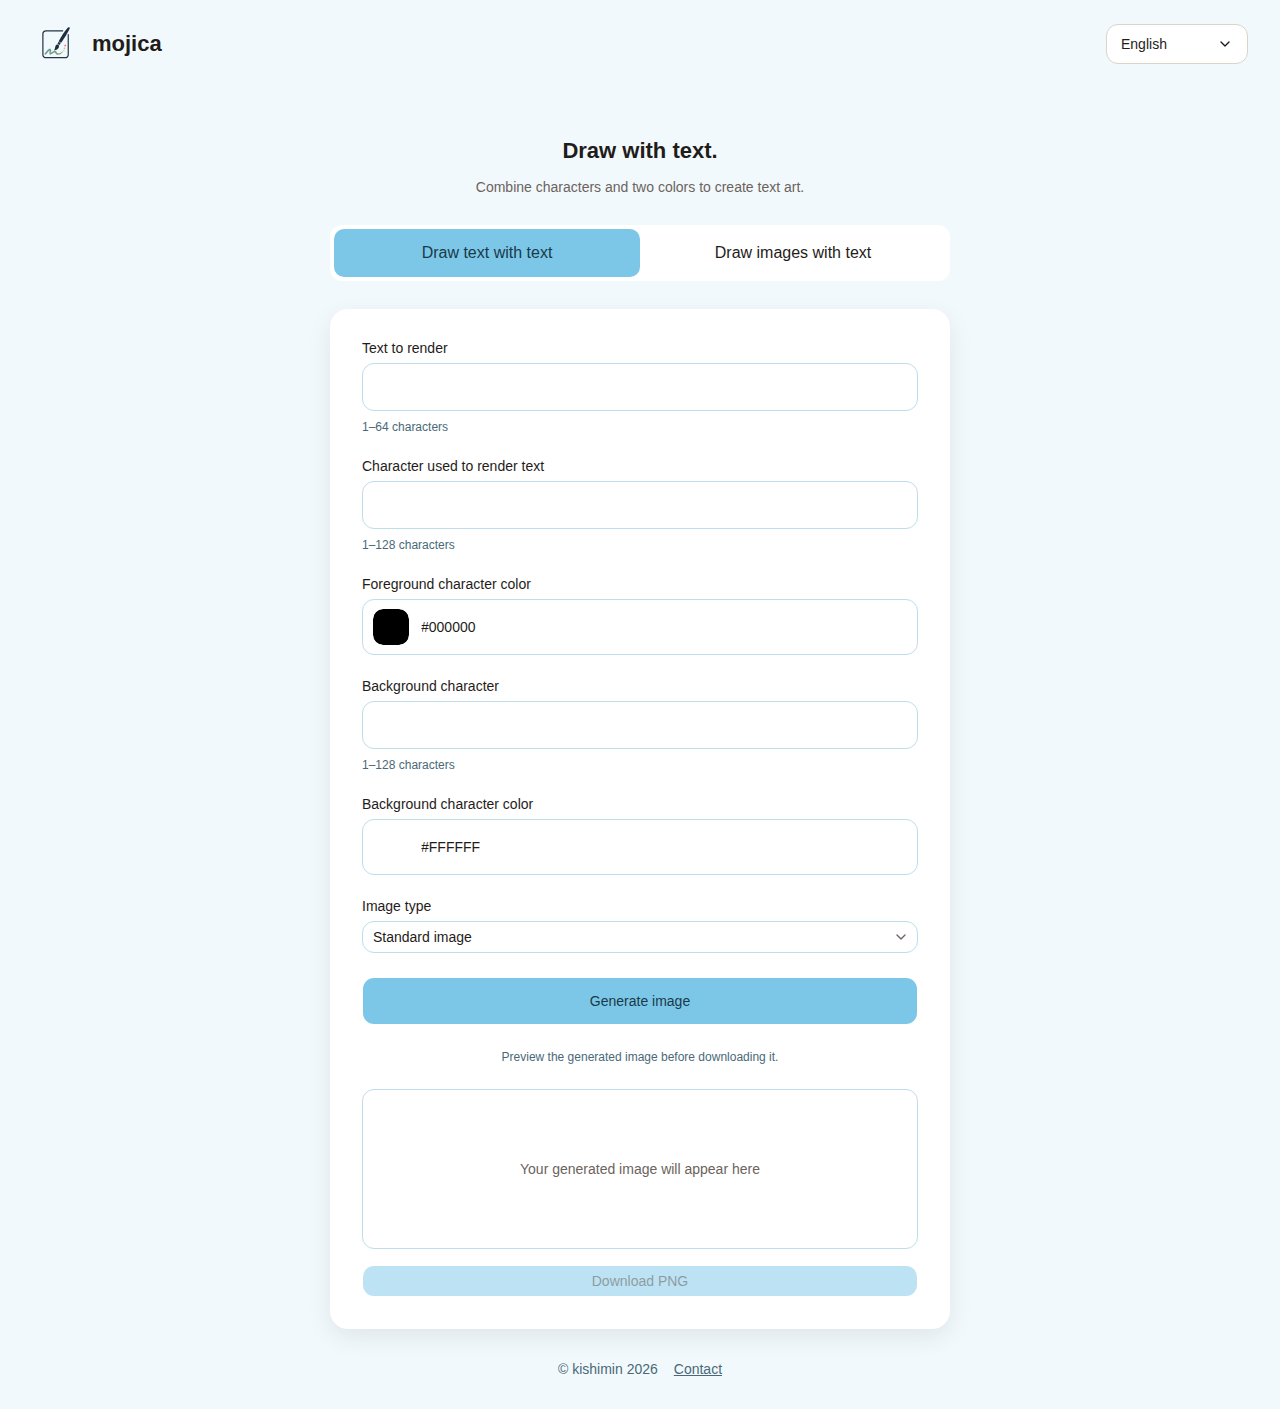 mojica
English
Draw with text.
Combine characters and two colors to create text art.
Draw text with text
Draw images with text
Text to render
1–64 characters
Character used to render text
1–128 characters
Foreground character color
#000000
Background character
1–128 characters
Background character color
#FFFFFF
Image type
Standard image
Generate image
Preview the generated image before downloading it.
Your generated image will appear here
Download PNG
© kishimin 2026 Contact